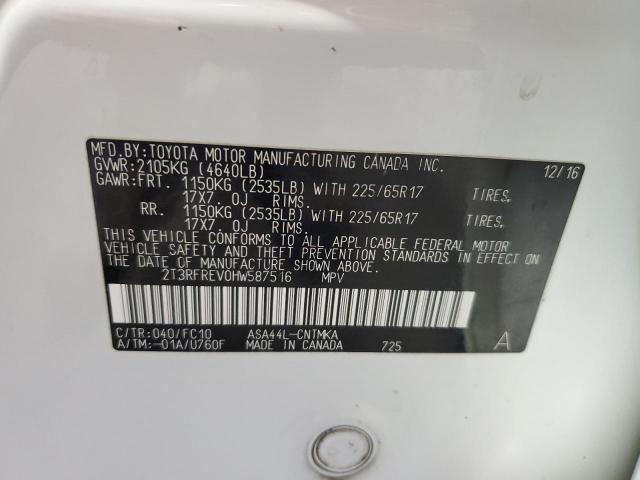 MFD.BY:TOYOTA MOTOR MANUFACTURING CANADA INC. 12/16
GVWR:2105KG (4640LB)
GAWR:FRT. 1150KG (2535LB) WITH 225/65R17 TIRES,
17X7. 0J RIMS.
RR. 1150KG (2535LB) WITH 225/65R17 TIRES,
17X7. 0J RIMS.
THIS VEHICLE CONFORMS TO ALL APPLICABLE FEDERAL MOTOR
VEHICLE SAFETY AND THEFT PREVENTION STANDARDS IN EFFECT ON
THE DATE OF MANUFACTURE SHOWN ABOVE.
2T3RFREV0HW587516 MPV
C/TR:040/FC10 ASA44L-CNTMKA
A/TM:-01A/U760F MADE IN CANADA 725 A